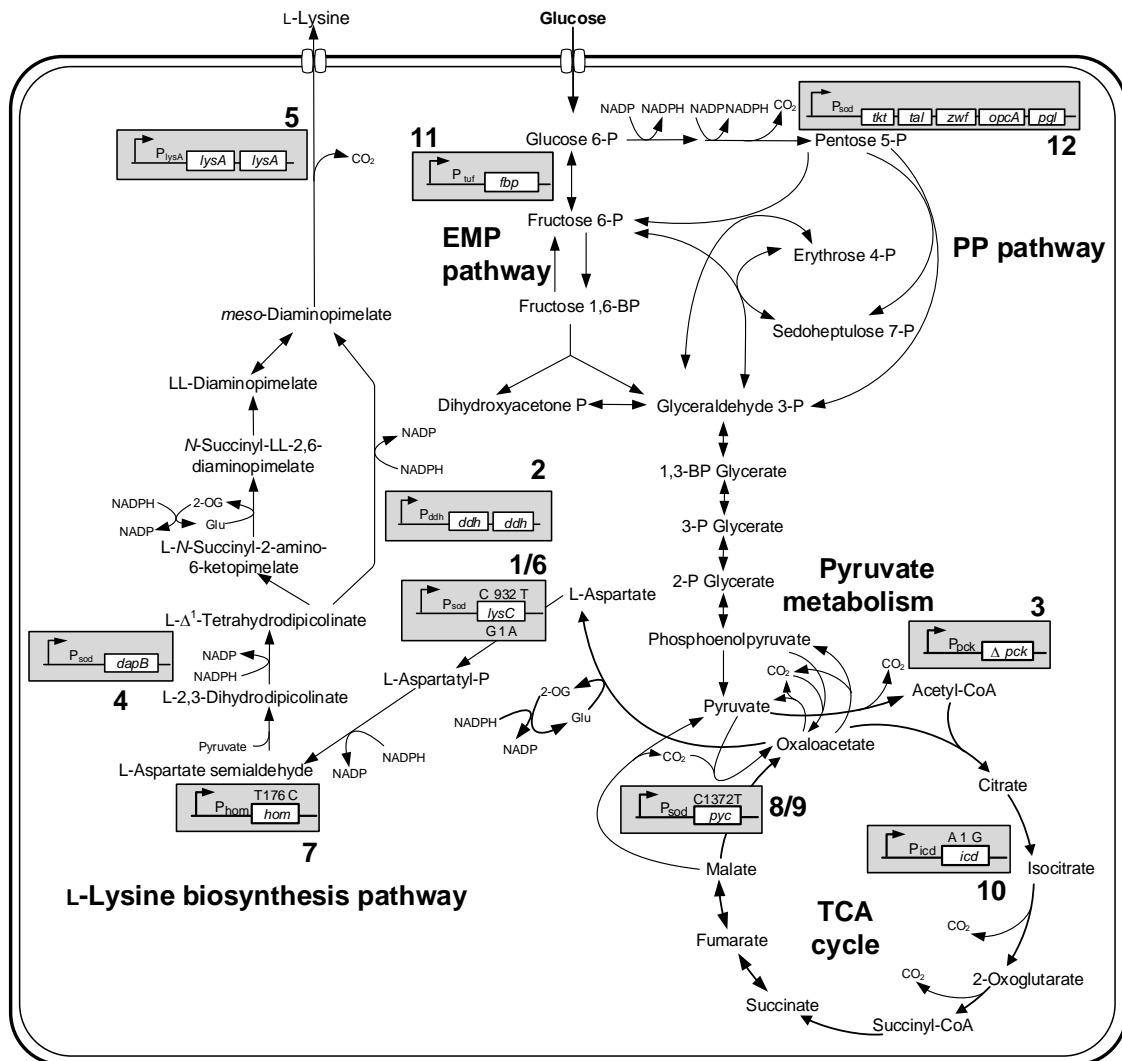 L-Lysine
Glucose
5
P lysA lysA lysA
CO2
NADP NADPH NADP NADPH CO2
Psod tkt tal zwf opcA pgl
12
11
Glucose 6-P
Pentose 5-P
P tuf fbp
EMP
pathway
Fructose 6-P
Erythrose 4-P
PP pathway
Fructose 1,6-BP
Sedoheptulose 7-P
meso-Diaminopimelate
LL-Diaminopimelate
Dihydroxyacetone P
Glyceraldehyde 3-P
NADP
NADPH
N-Succinyl-LL-2,6-
diaminopimelate
1,3-BP Glycerate
2
Pddh ddh ddh
NADPH
2-OG
NADP
Glu
3-P Glycerate
L-N-Succinyl-2-amino-
6-ketopimelate
1/6
C 932 T
Psod lysC
G 1 A
L-Aspartate
2-P Glycerate
Pyruvate
metabolism
3
Ppck Δ pck
L-Δ1-Tetrahydrodipicolinate
Phosphoenolpyruvate
Psod dapB
4
NADP
NADPH
L-2,3-Dihydrodipicolinate
L-Aspartatyl-P
CO2
CO2
Acetyl-CoA
Pyruvate
2-OG
NADPH
Glu
NADP
Pyruvate
Oxaloacetate
CO2
L-Aspartate semialdehyde
NADP
NADPH
Citrate
T176 C
Phom hom
7
C1372T
Psod pyc
8/9
A 1 G
Picd icd
10
Malate
Isocitrate
L-Lysine biosynthesis pathway
TCA
cycle
CO2
Fumarate
CO2
2-Oxoglutarate
Succinate
Succinyl-CoA